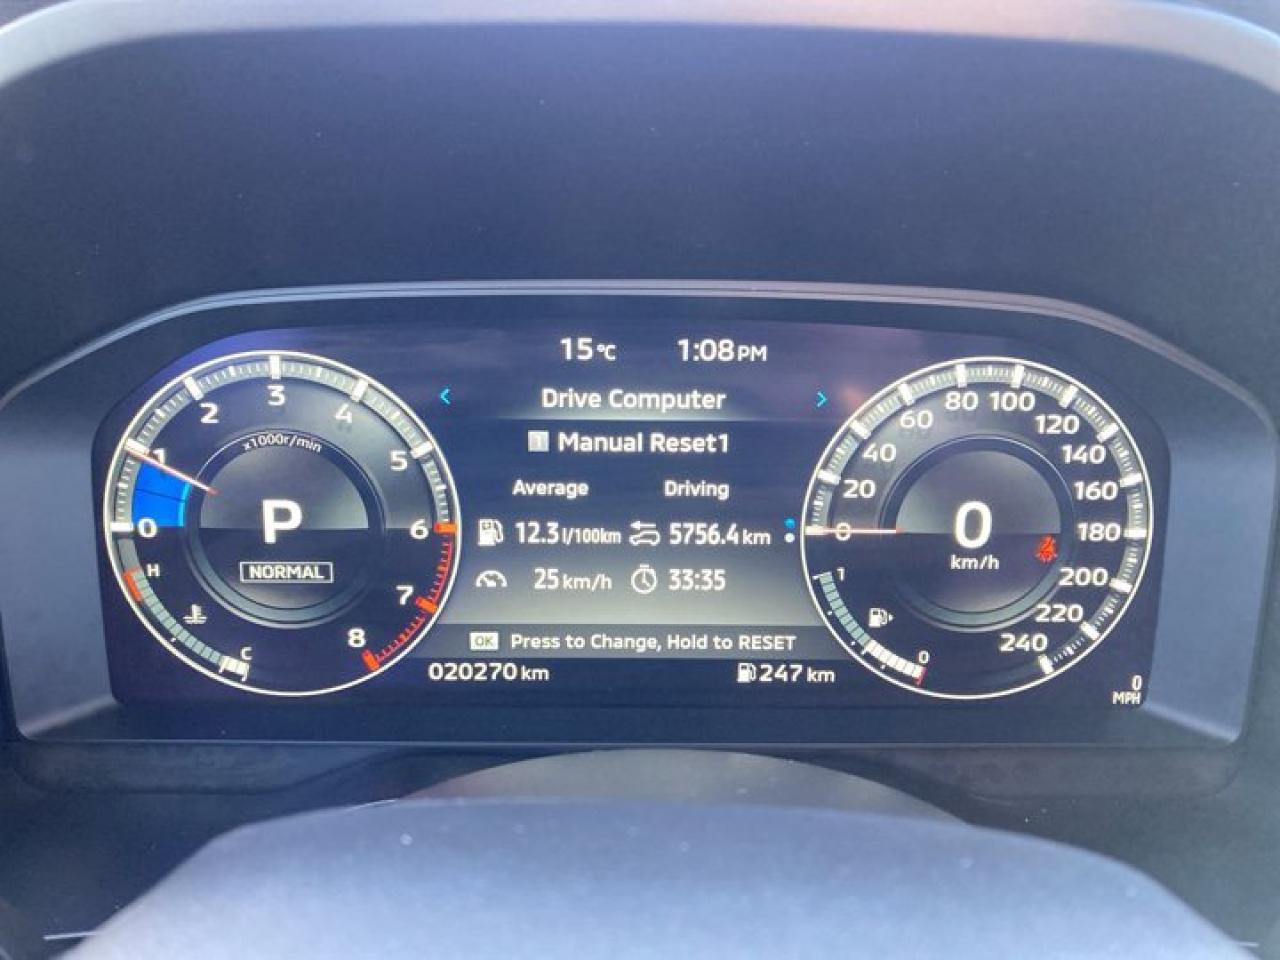 15°C 1:08 PM
< Drive Computer >
1 Manual Reset1
Average Driving
12.3 l/100km 5756.4 km
25 km/h 33:35
OK Press to Change, Hold to RESET
020270 km 247 km
0 1 2 3 4 5 6 7 8
x1000r/min
P
NORMAL
H
C
0 20 40 60 80 100 120 140 160 180 200 220 240
0
km/h
1
0
0
MPH